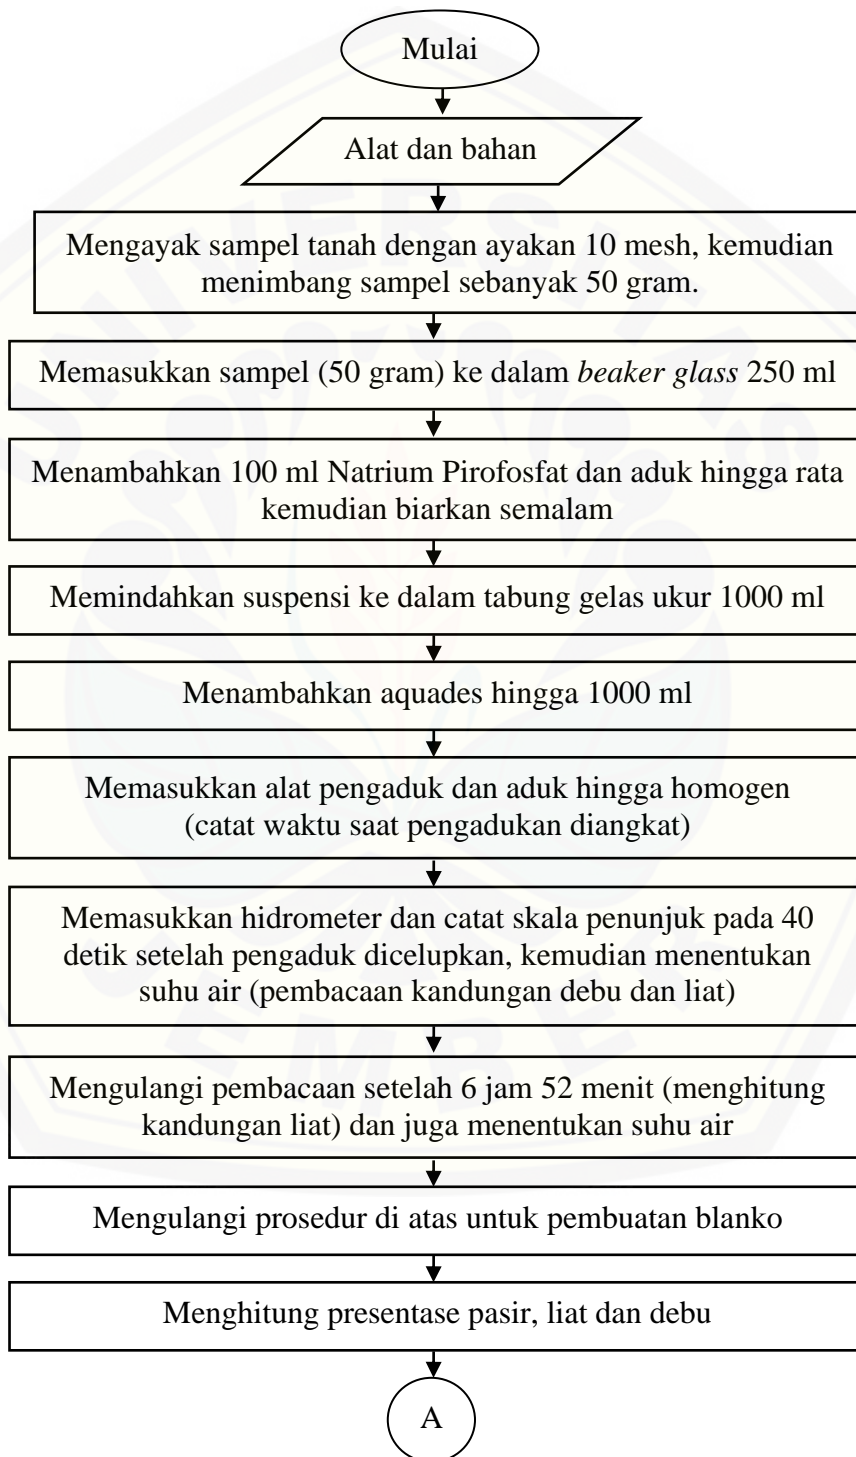 Mulai
Alat dan bahan
Mengayak sampel tanah dengan ayakan 10 mesh, kemudian
menimbang sampel sebanyak 50 gram.
Memasukkan sampel (50 gram) ke dalam beaker glass 250 ml
Menambahkan 100 ml Natrium Pirofosfat dan aduk hingga rata
kemudian biarkan semalam
Memindahkan suspensi ke dalam tabung gelas ukur 1000 ml
Menambahkan aquades hingga 1000 ml
Memasukkan alat pengaduk dan aduk hingga homogen
(catat waktu saat pengadukan diangkat)
Memasukkan hidrometer dan catat skala penunjuk pada 40
detik setelah pengaduk dicelupkan, kemudian menentukan
suhu air (pembacaan kandungan debu dan liat)
Mengulangi pembacaan setelah 6 jam 52 menit (menghitung
kandungan liat) dan juga menentukan suhu air
Mengulangi prosedur di atas untuk pembuatan blanko
Menghitung presentase pasir, liat dan debu
A
UNIVERSITAS
JEMBER